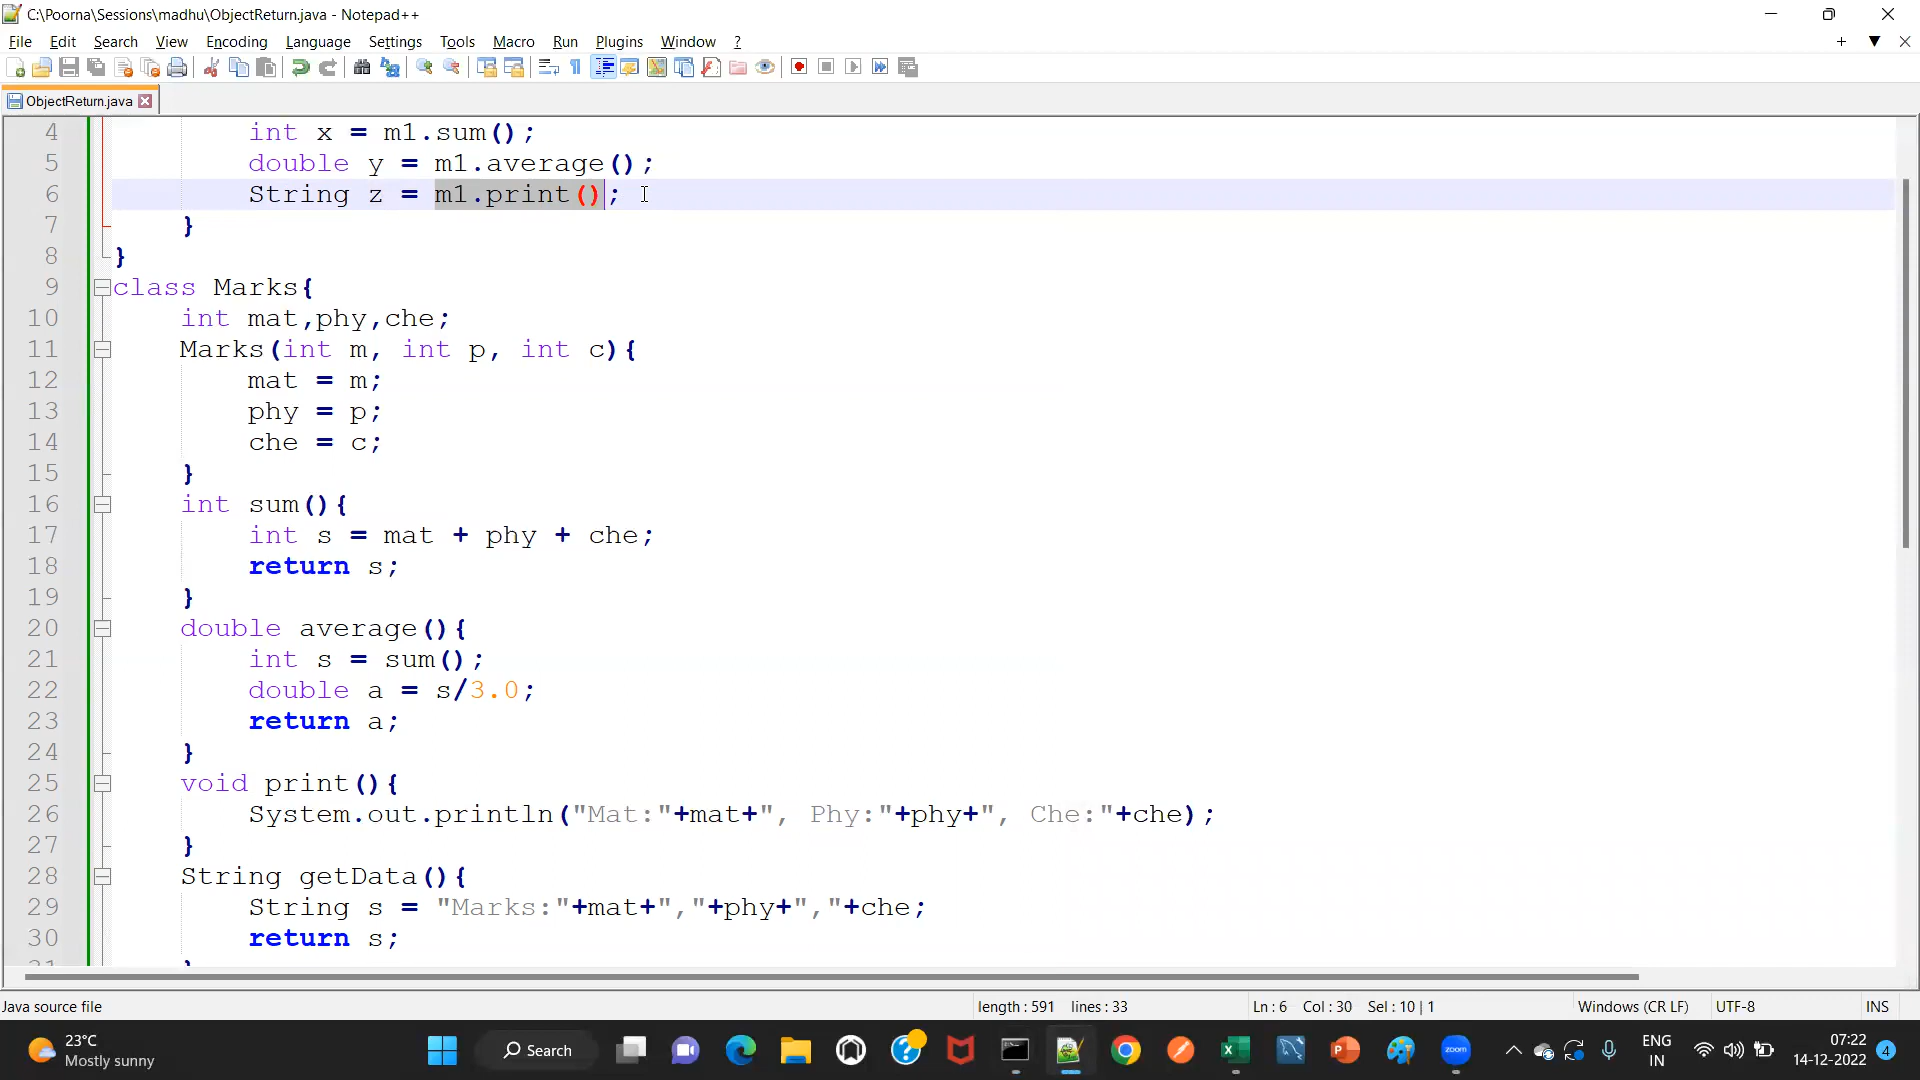 C:\Poorna\Sessions\madhu\ObjectReturn.java - Notepad++
File Edit Search View Encoding Language Settings Tools Macro Run Plugins Window ?
ObjectReturn.java
4 int x = m1.sum();
5 double y = m1.average();
6 String z = m1.print();
7 }
8 }
9 class Marks{
10 int mat,phy,che;
11 Marks(int m, int p, int c){
12 mat = m;
13 phy = p;
14 che = c;
15 }
16 int sum(){
17 int s = mat + phy + che;
18 return s;
19 }
20 double average(){
21 int s = sum();
22 double a = s/3.0;
23 return a;
24 }
25 void print(){
26 System.out.println("Mat:"+mat+", Phy:"+phy+", Che:"+che);
27 }
28 String getData(){
29 String s = "Marks:"+mat+","+phy+","+che;
30 return s;
31 }
Java source file length : 591 lines : 33 Ln : 6 Col : 30 Sel : 10 | 1 Windows (CR LF) UTF-8 INS
23°C
Mostly sunny
Search
zoom
ENG
IN
07:22
14-12-2022
4